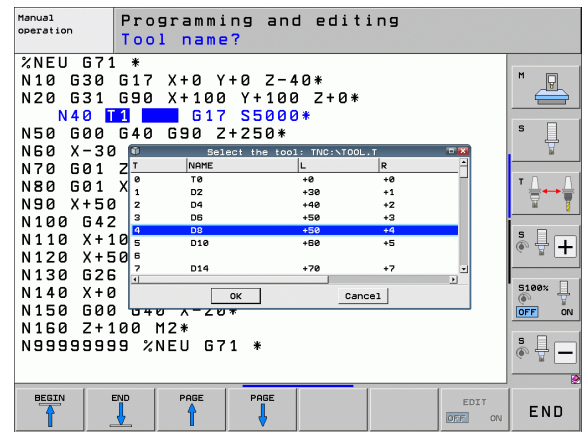 Manual operation
Programming and editing
Tool name?
%NEU G71 *
N10 G30 G17 X+0 Y+0 Z-40*
N20 G31 G90 X+100 Y+100 Z+0*
N40 T1 G17 S5000*
N50 G00 G40 G90 Z+250*
N60 X-30
N70 G01 Z
N80 G01 X
N90 X+50
N100 G42
N110 X+10
N120 X+50
N130 G26
N140 X+0
N150 G00 G40 X-20*
N160 Z+100 M2*
N99999999 %NEU G71 *
Select the tool: TNC:\TOOL.T
T NAME L R
0 T0 +0 +0
1 D2 +30 +1
2 D4 +40 +2
3 D6 +50 +3
4 D8 +50 +4
5 D10 +60 +5
6
7 D14 +70 +7
OK Cancel
M
S
T
S
S100%
OFF ON
S
BEGIN END PAGE PAGE EDIT
OFF ON
END